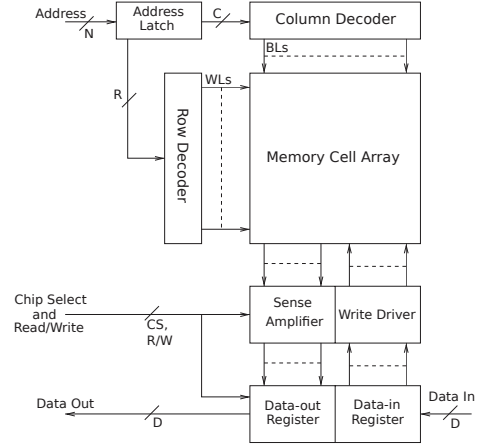 Address
N
Address
Latch
C
Column Decoder
BLs
R
WLs
Row Decoder
Memory Cell Array
Chip Select
and
Read/Write
CS,
R/W
Sense
Amplifier
Write Driver
Data Out
D
Data-out
Register
Data-in
Register
Data In
D